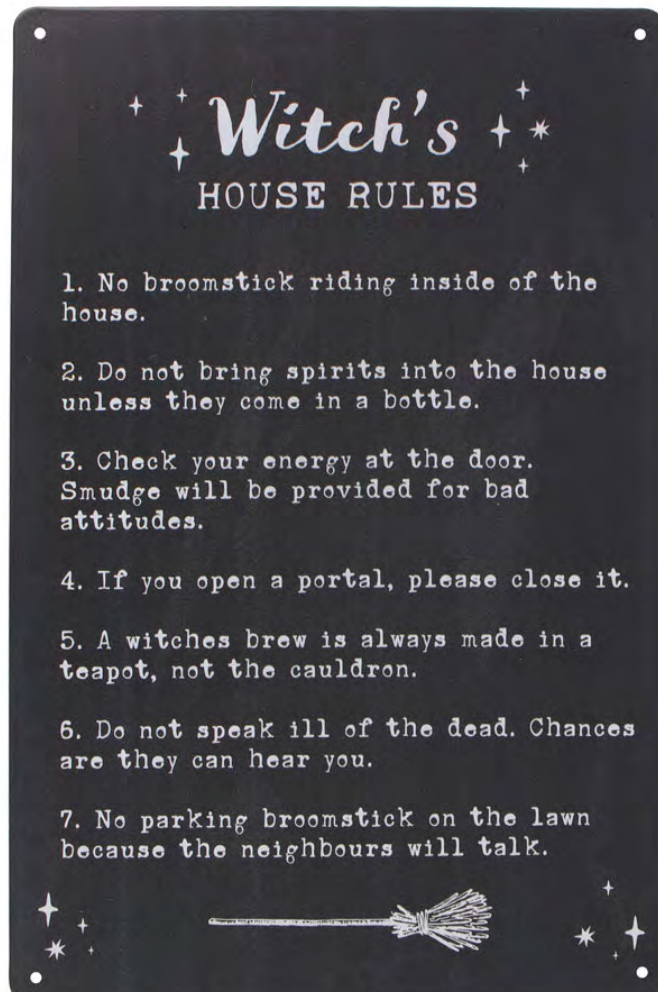 Witch's
HOUSE RULES
1. No broomstick riding inside of the
house.
2. Do not bring spirits into the house
unless they come in a bottle.
3. Check your energy at the door.
Smudge will be provided for bad
attitudes.
4. If you open a portal, please close it.
5. A witches brew is always made in a
teapot, not the cauldron.
6. Do not speak ill of the dead. Chances
are they can hear you.
7. No parking broomstick on the lawn
because the neighbours will talk.